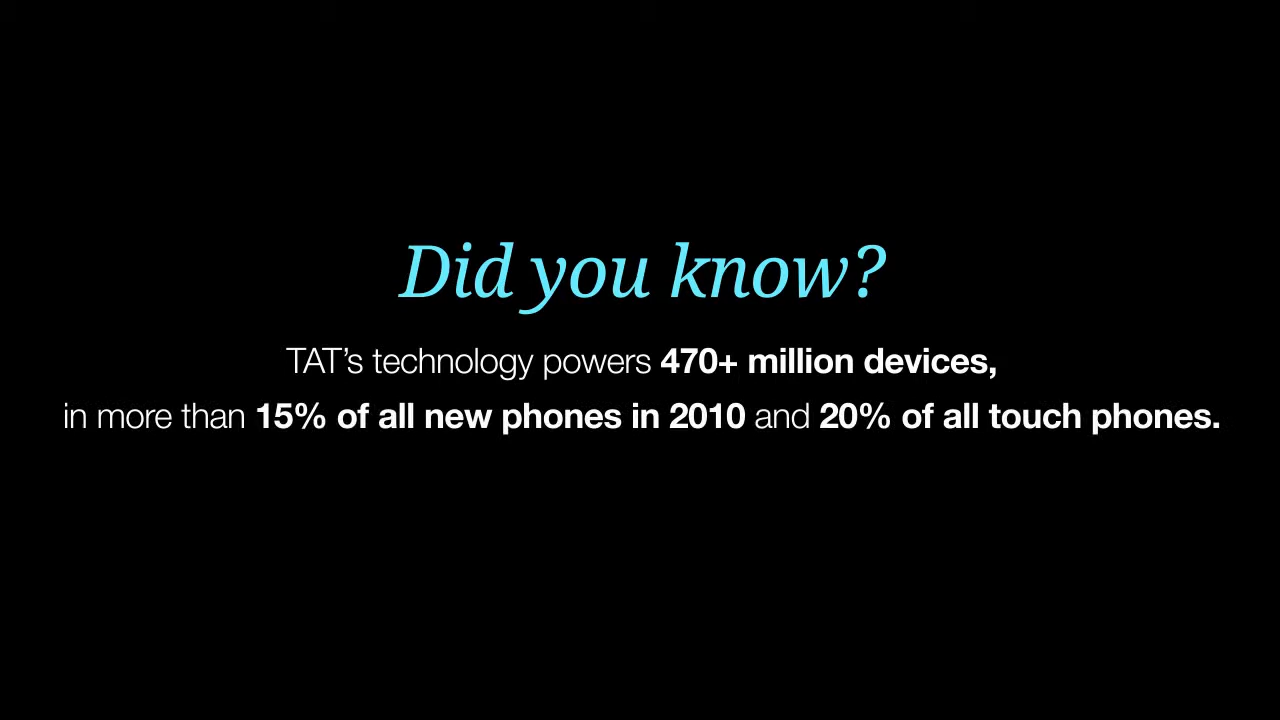 Did you know?
TAT’s technology powers 470+ million devices,
in more than 15% of all new phones in 2010 and 20% of all touch phones.